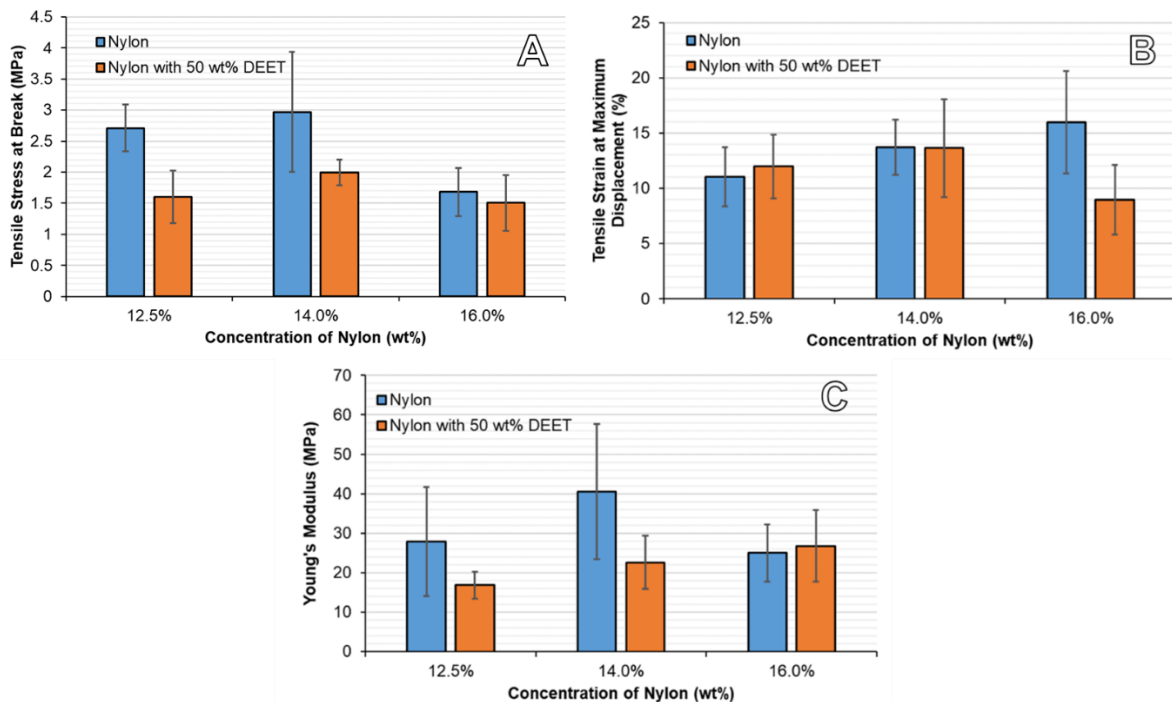 A
Tensile Stress at Break (MPa)
4.5
4
3.5
3
2.5
2
1.5
1
0.5
0
Nylon
Nylon with 50 wt% DEET
12.5%
14.0%
16.0%
Concentration of Nylon (wt%)
B
Tensile Strain at Maximum
Displacement (%)
25
20
15
10
5
0
Nylon
Nylon with 50 wt% DEET
12.5%
14.0%
16.0%
Concentration of Nylon (wt%)
C
Young's Modulus (MPa)
70
60
50
40
30
20
10
0
Nylon
Nylon with 50 wt% DEET
12.5%
14.0%
16.0%
Concentration of Nylon (wt%)